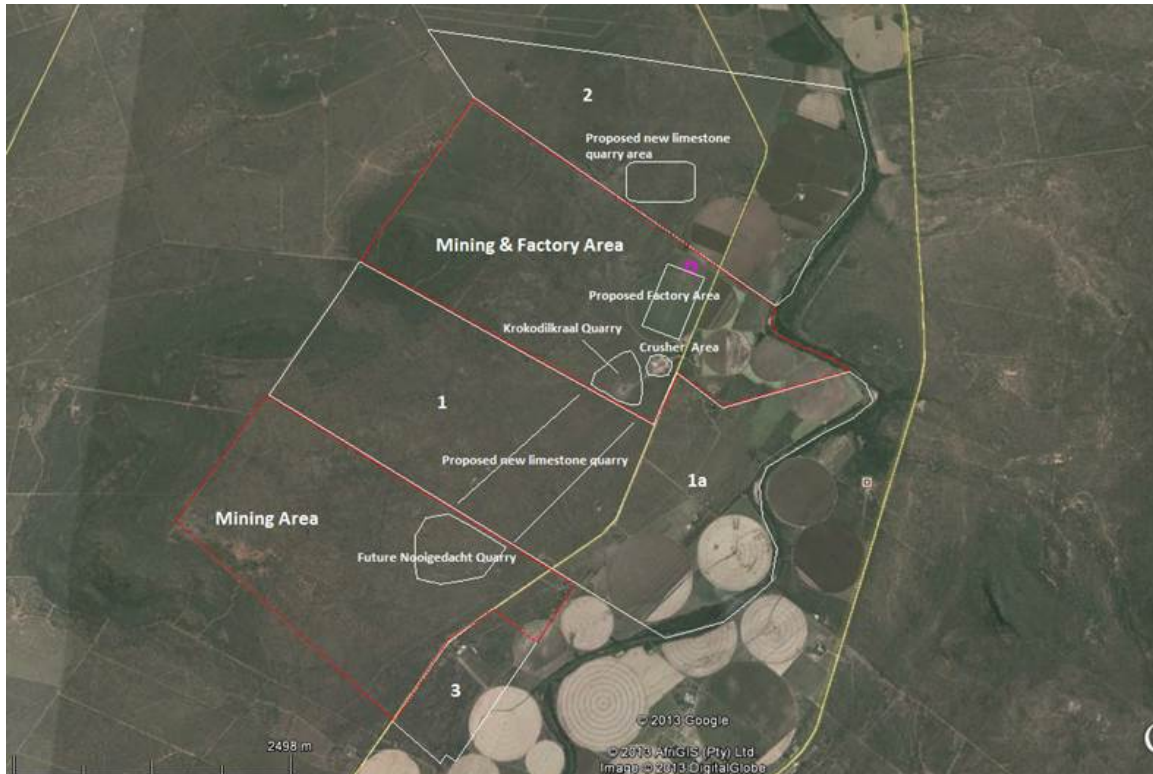 2
Proposed new limestone
quarry area
Mining & Factory Area
Proposed Factory Area
Krokodilkraal Quarry
Crusher Area
1
Proposed new limestone quarry
1a
Mining Area
Future Nooigedacht Quarry
3
© 2013 Google
2498 m
© 2013 AfriGIS (Pty) Ltd.
Image © 2013 DigitalGlobe